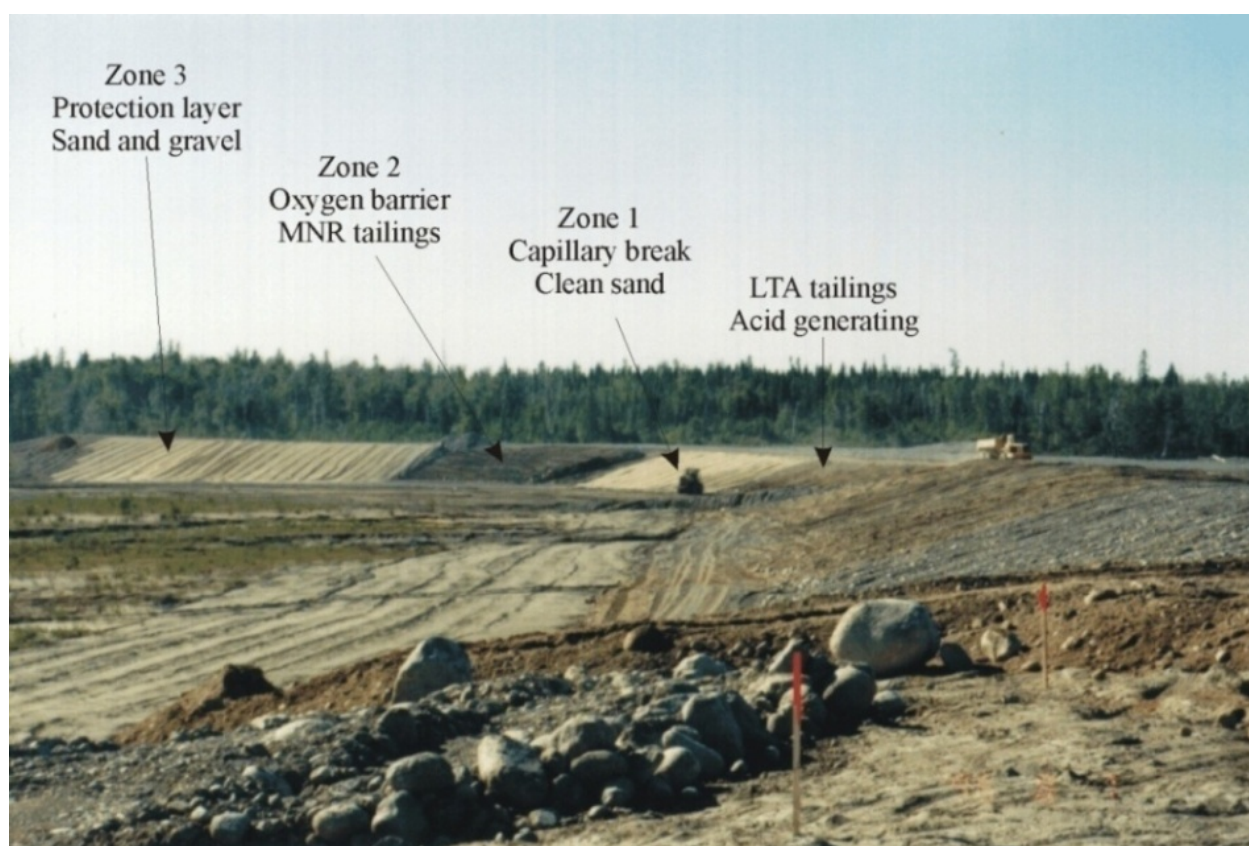 Zone 3
Protection layer
Sand and gravel
Zone 2
Oxygen barrier
MNR tailings
Zone 1
Capillary break
Clean sand
LTA tailings
Acid generating